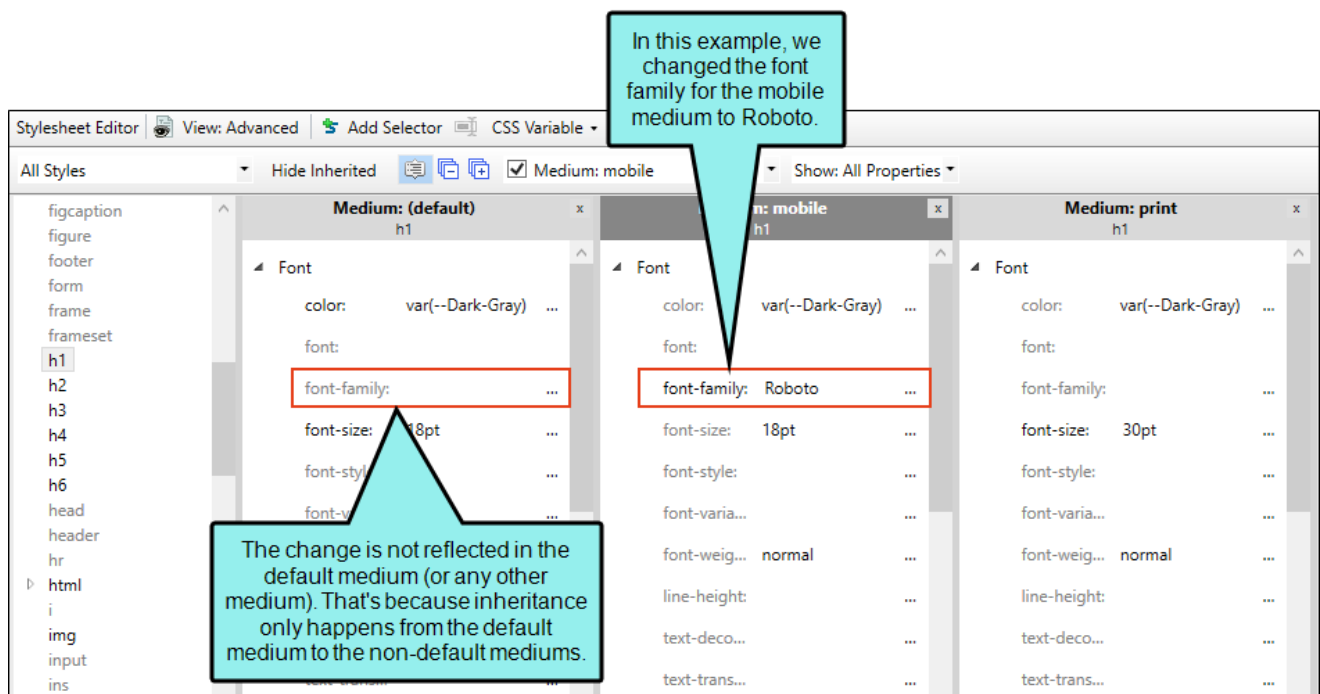 In this example, we
changed the font
family for the mobile
medium to Roboto.
Stylesheet Editor View: Advanced Add Selector CSS Variable
All Styles Hide Inherited Medium: mobile Show: All Properties
figcaption
figure
footer
form
frame
frameset
h1
h2
h3
h4
h5
h6
head
header
hr
html
i
img
input
ins
Medium: (default) x
h1
Font
color: var(--Dark-Gray) ...
font:
font-family: ...
font-size: 18pt ...
...
...
The change is not reflected in the
default medium (or any other
medium). That's because inheritance
only happens from the default
medium to the non-default mediums.
mobile x
h1
Font
color: var(--Dark-Gray) ...
font:
font-family: Roboto ...
font-size: 18pt ...
font-style: ...
font-varia... ...
font-weig... normal ...
line-height: ...
text-deco... ...
text-trans... ...
Medium: print x
h1
Font
color: var(--Dark-Gray) ...
font:
font-family: ...
font-size: 30pt ...
font-style: ...
font-varia... ...
font-weig... normal ...
line-height: ...
text-deco... ...
text-trans... ...